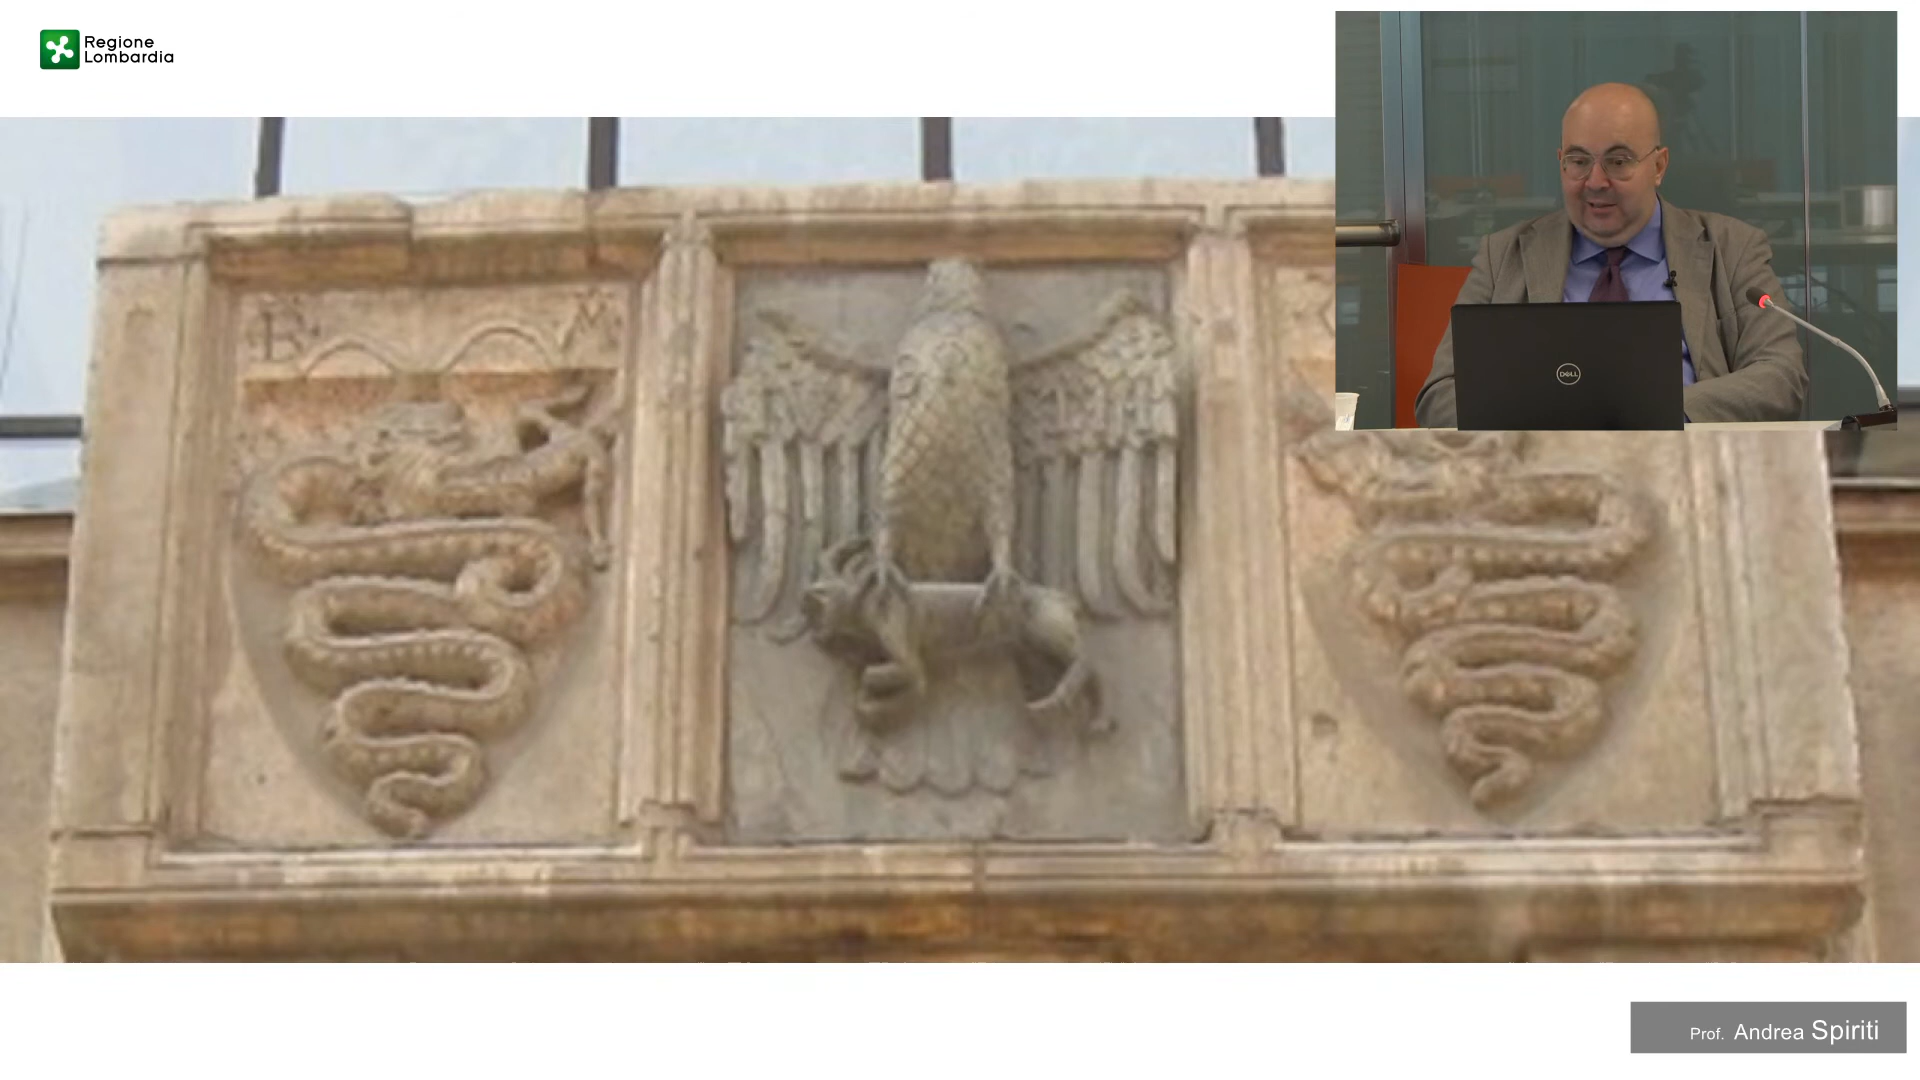 Regione
Lombardia
B M
DELL
Prof. Andrea Spiriti